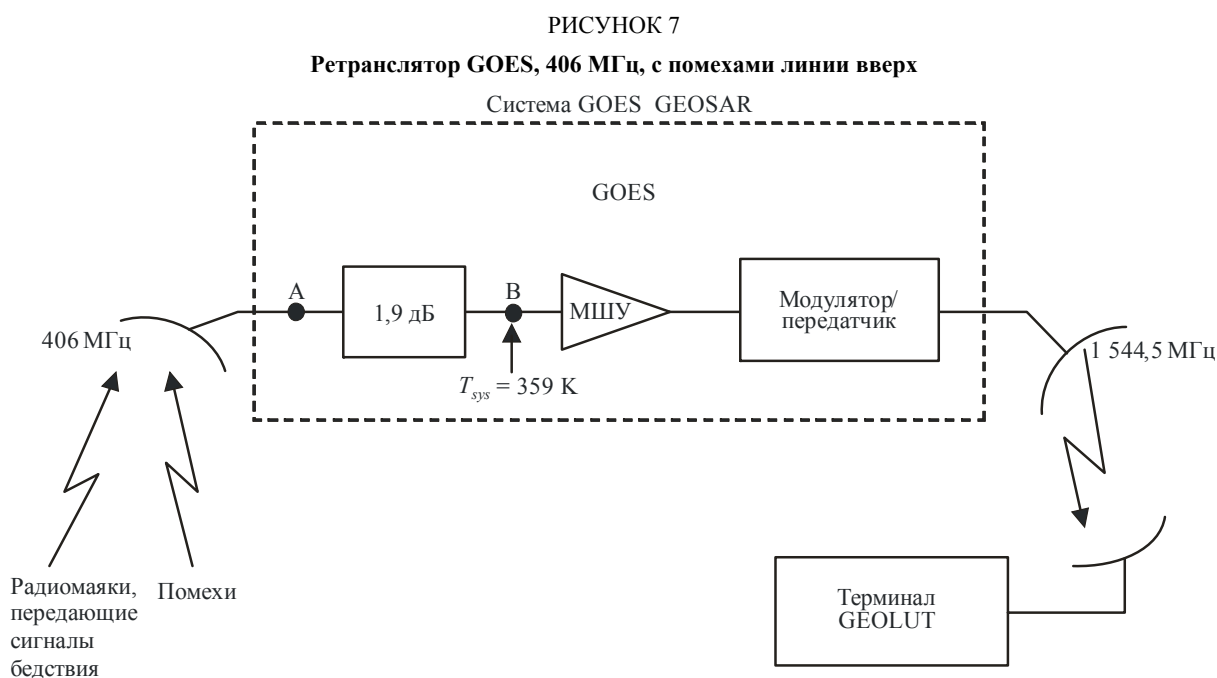 РИСУНОК 7
Ретранслятор GOES, 406 МГц, с помехами линии вверх
Система GOES GEOSAR
GOES
A
1,9 дБ
B
МШУ
Модулятор/
передатчик
406 МГц
1 544,5 МГц
Tsys = 359 K
Радиомаяки,
передающие
сигналы
бедствия
Помехи
Терминал
GEOLUT